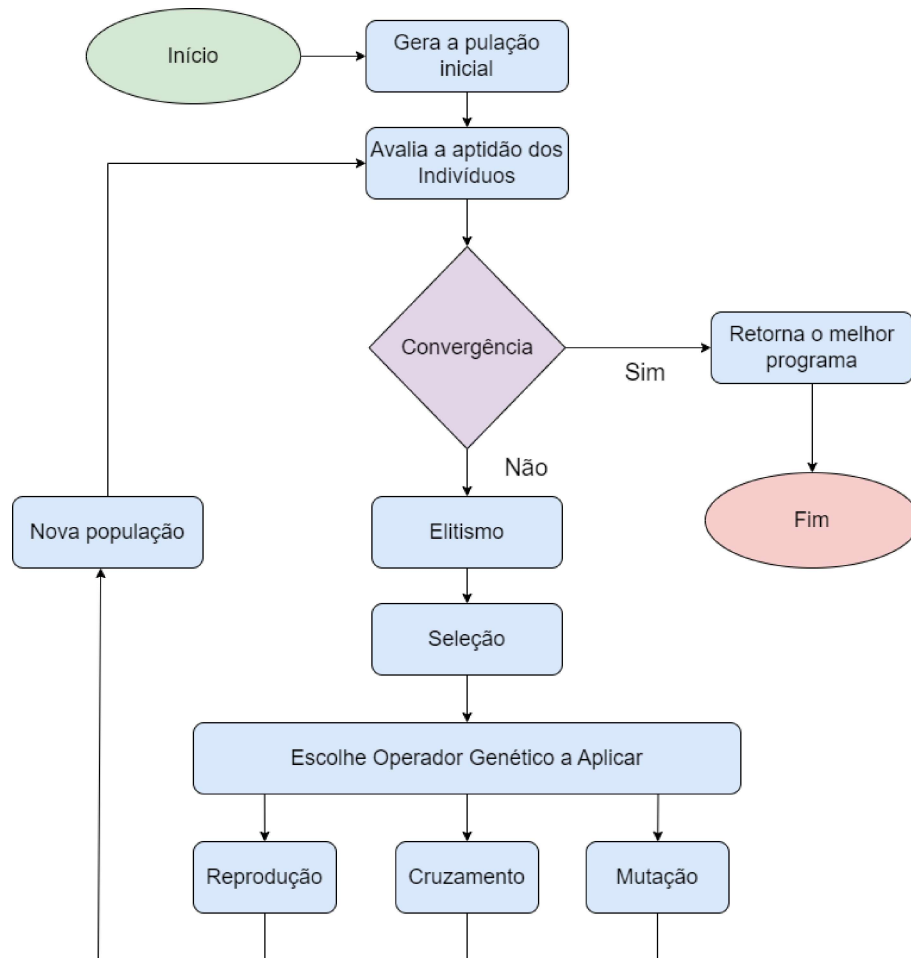 Início
Gera a pulação
inicial
Avalia a aptidão dos
Indivíduos
Convergência
Sim
Retorna o melhor
programa
Não
Fim
Nova população
Elitismo
Seleção
Escolhe Operador Genético a Aplicar
Reprodução
Cruzamento
Mutação